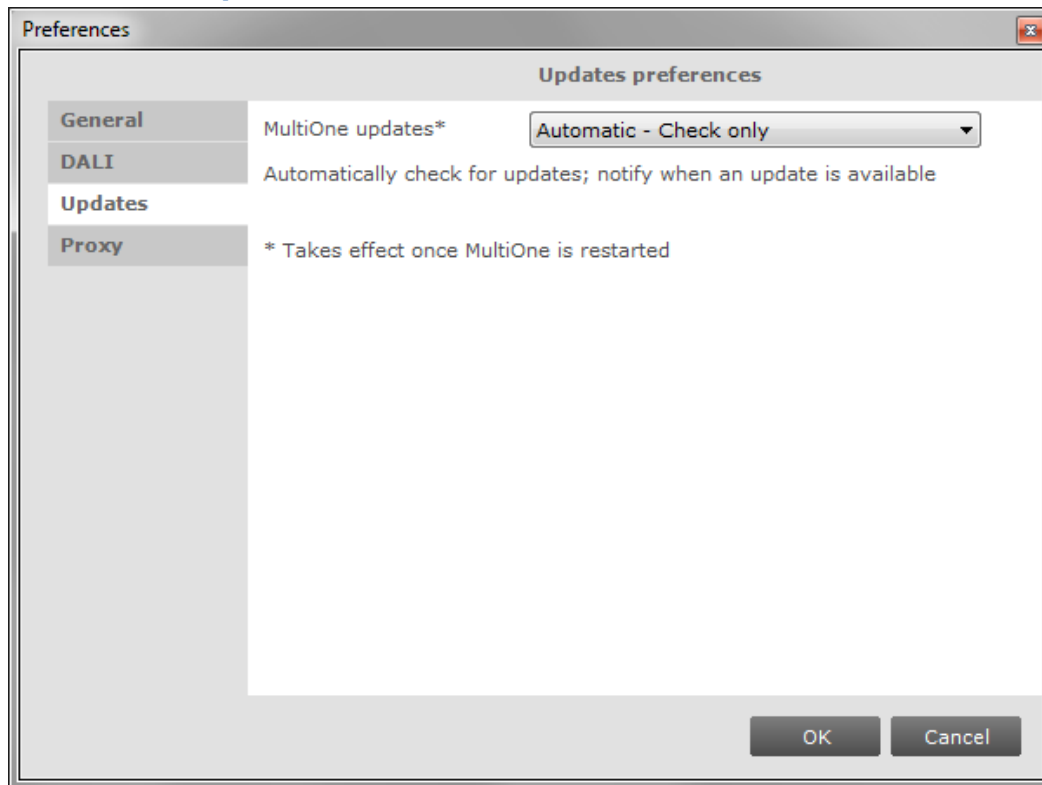 Preferences
Updates preferences
General
DALI
Updates
Proxy
MultiOne updates*
Automatic - Check only
Automatically check for updates; notify when an update is available
* Takes effect once MultiOne is restarted
OK
Cancel